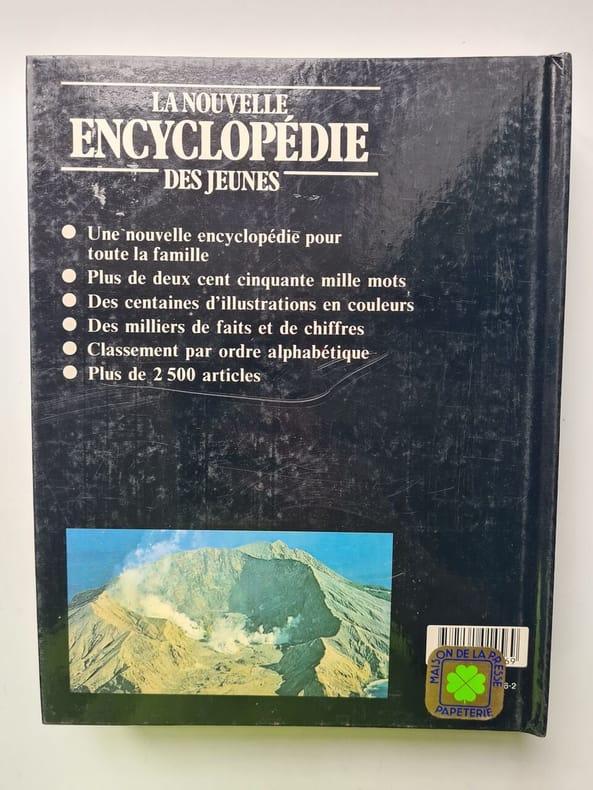 LA NOUVELLE
ENCYCLOPÉDIE
DES JEUNES
Une nouvelle encyclopédie pour
toute la famille
Plus de deux cent cinquante mille mots
Des centaines d'illustrations en couleurs
Des milliers de faits et de chiffres
Classement par ordre alphabétique
Plus de 2 500 articles
MAISON DE LA PRESSE
PAPETERIE